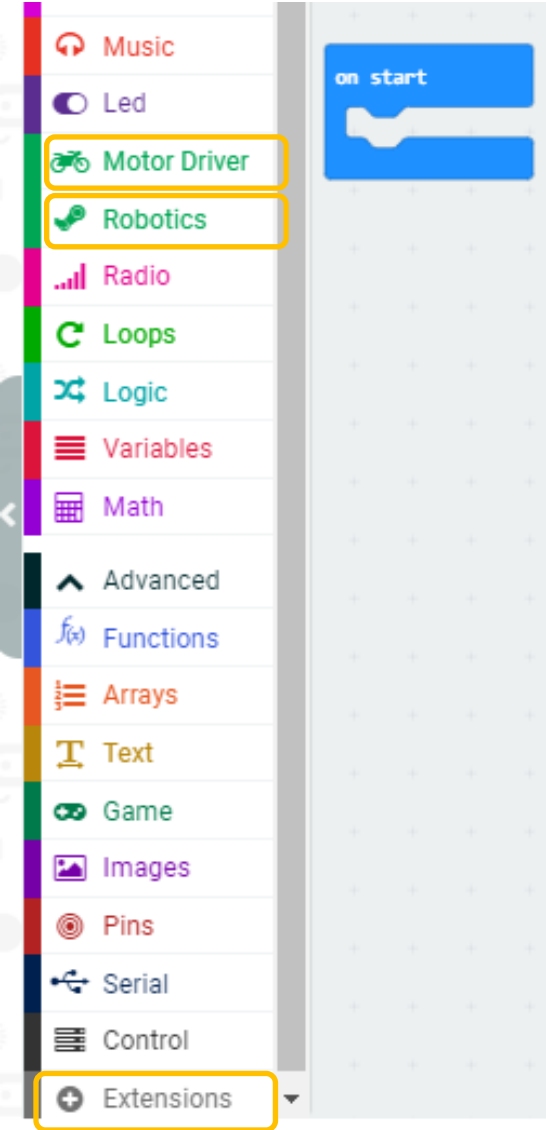 Music
on start
Led
Motor Driver
Robotics
Radio
Loops
Logic
Variables
Math
Advanced
f(x) Functions
Arrays
Text
Game
Images
Pins
Serial
Control
Extensions